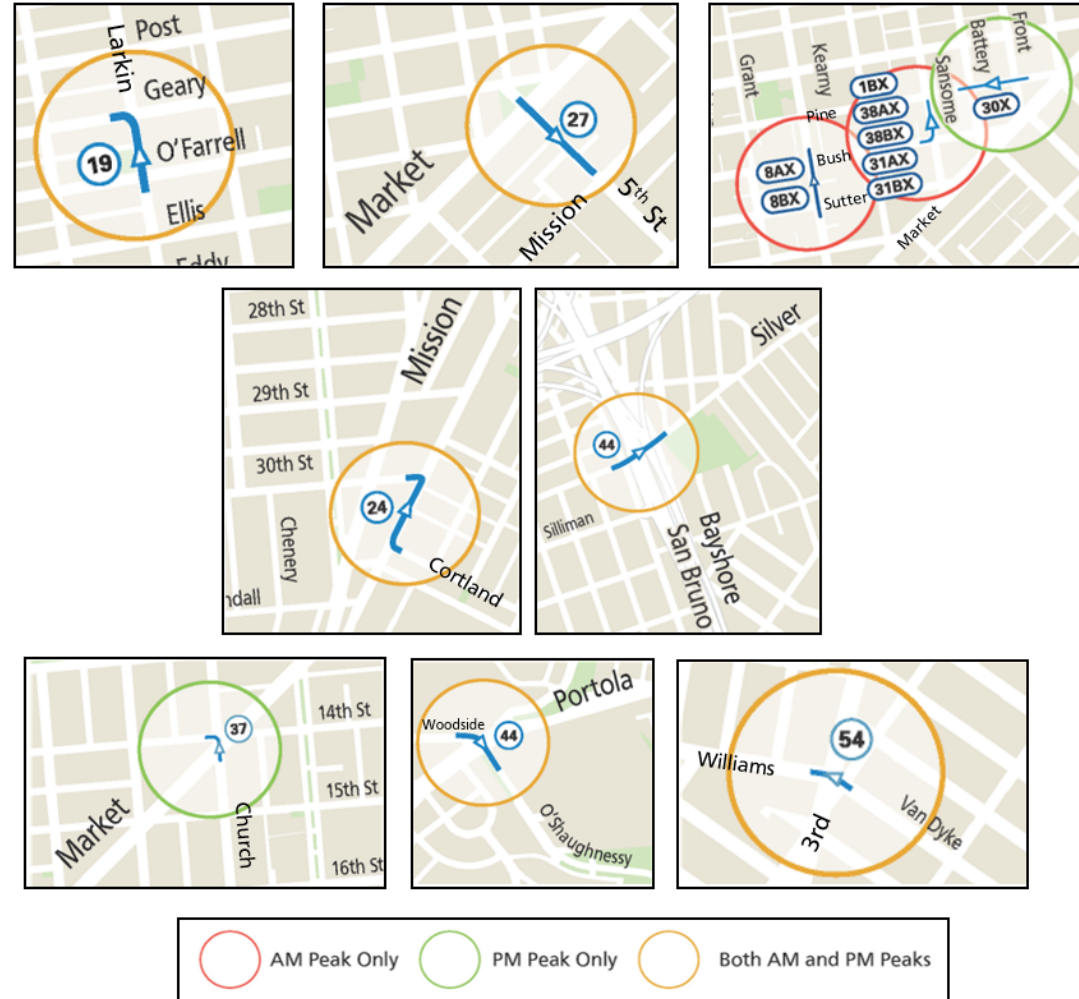 Post
Larkin
Geary
O'Farrell
19
Ellis
Eddy
27
Market
5th St
Mission
Front
Battery
Kearny
Sansome
Grant
1BX
38AX
30X
Pine
38BX
Bush
31AX
8AX
31BX
8BX
Sutter
Market
28th St
Mission
29th St
30th St
24
Chenery
Cortland
ndall
Silver
44
Silliman
Bayshore
San Bruno
37
14th St
15th St
Market
Church
16th St
Portola
Woodside
44
O'Shaughnessy
54
Williams
Van Dyke
3rd
AM Peak Only
PM Peak Only
Both AM and PM Peaks